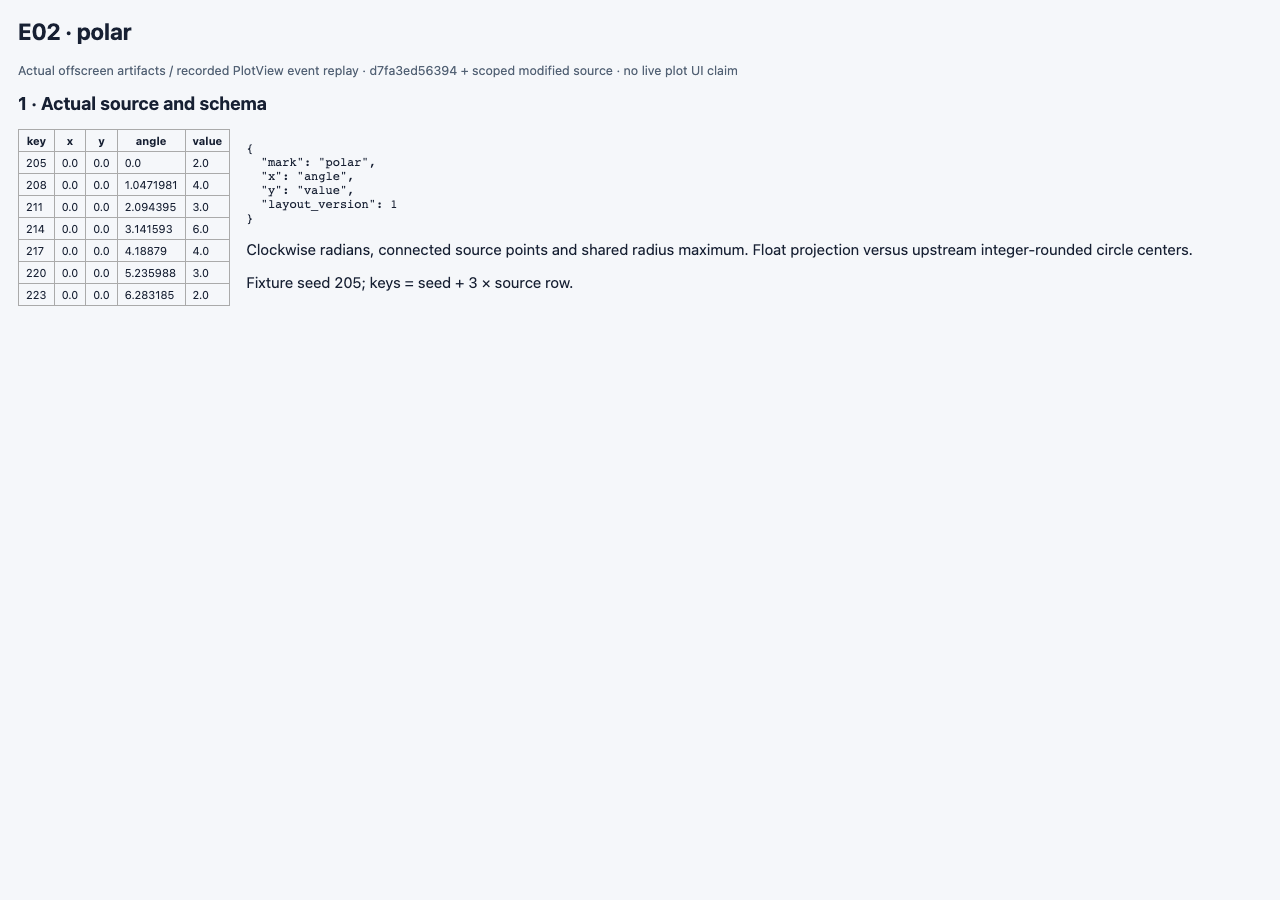 E02 · polar
Actual offscreen artifacts / recorded PlotView event replay · d7fa3ed56394 + scoped modified source · no live plot UI claim
1 · Actual source and schema
key x y angle value
205 0.0 0.0 0.0 2.0
208 0.0 0.0 1.0471981 4.0
211 0.0 0.0 2.094395 3.0
214 0.0 0.0 3.141593 6.0
217 0.0 0.0 4.18879 4.0
220 0.0 0.0 5.235988 3.0
223 0.0 0.0 6.283185 2.0
{
"mark": "polar",
"x": "angle",
"y": "value",
"layout_version": 1
}
Clockwise radians, connected source points and shared radius maximum. Float projection versus upstream integer-rounded circle centers.
Fixture seed 205; keys = seed + 3 × source row.